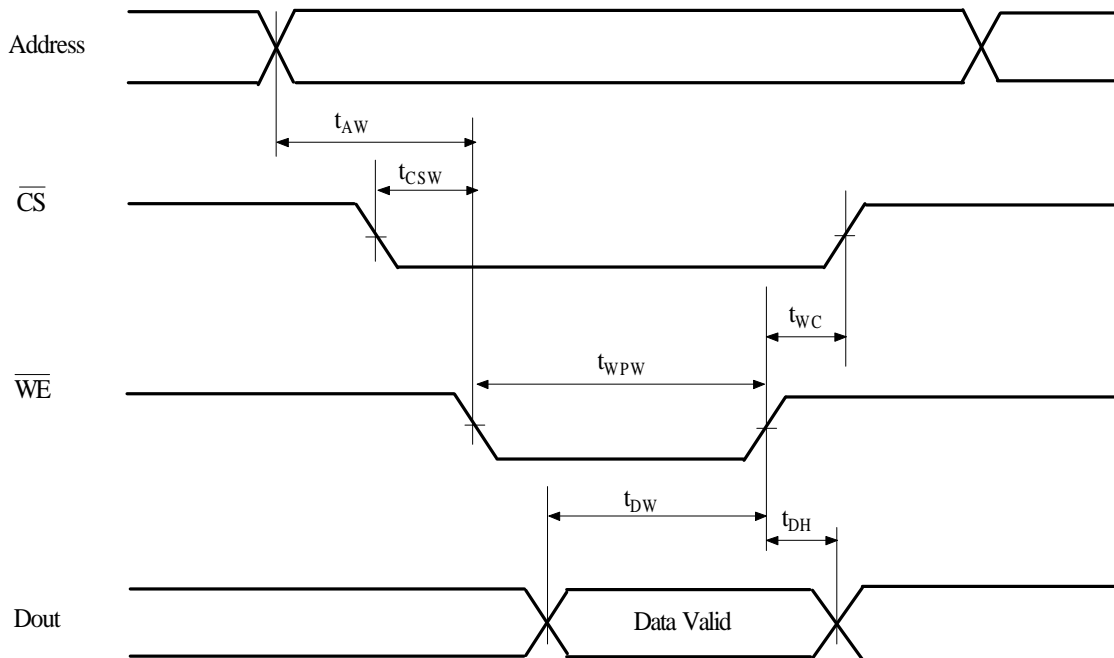 Address
tAW
tCSW
CS
tWC
tWPW
WE
tDW
tDH
Dout
Data Valid